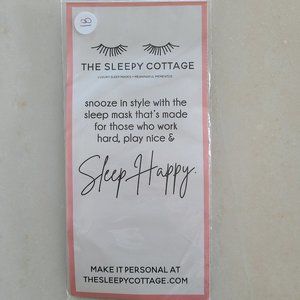 THE SLEEPY COTTAGE
LUXURY SLEEP MASKS + MEANINGFUL MEMENTOS
snooze in style with the
sleep mask that's made
for those who work
hard, play nice &
Sleep Happy.
MAKE IT PERSONAL AT
THESLEEPYCOTTAGE.COM